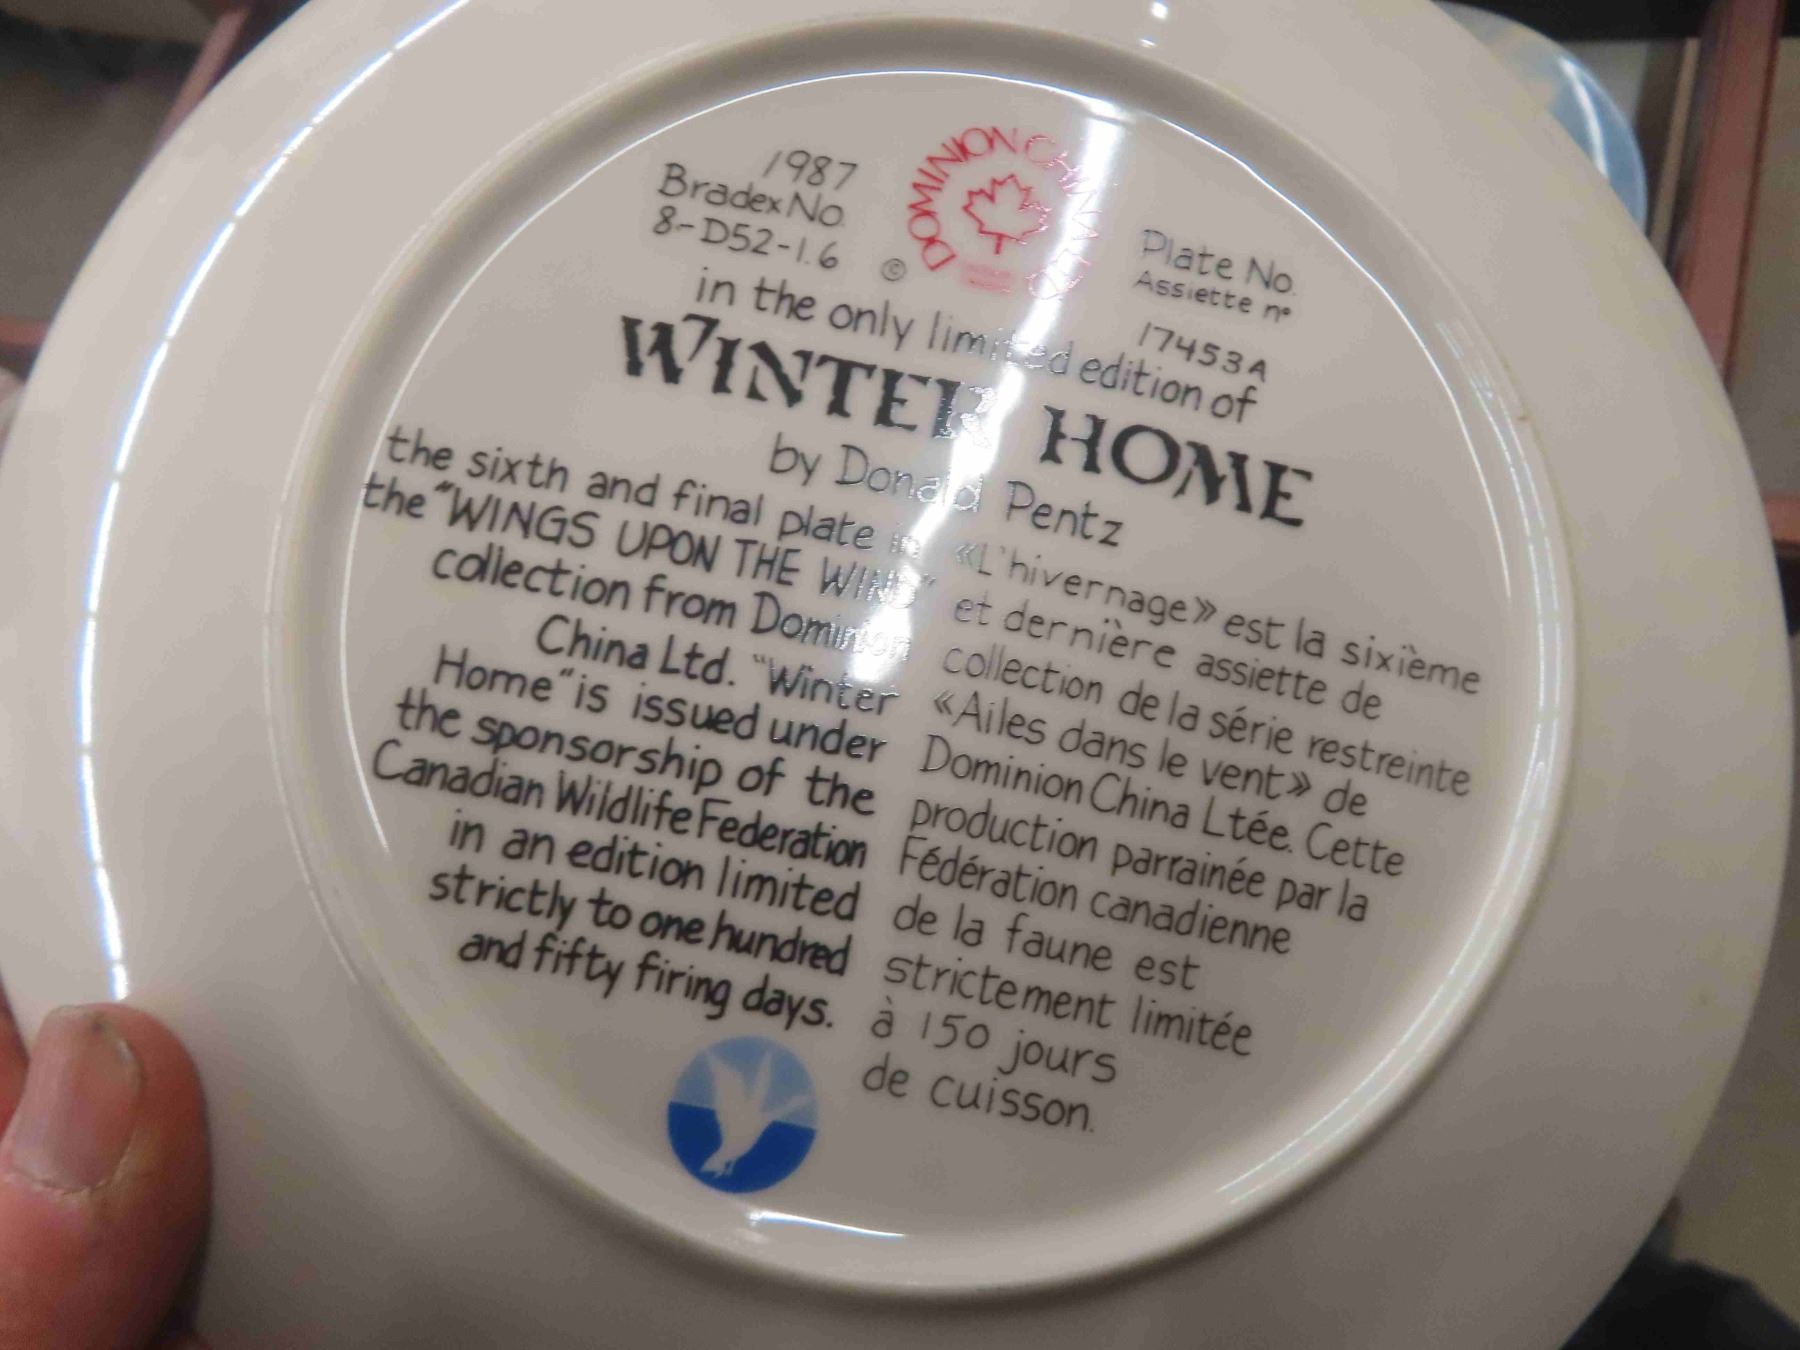 1987
Bradex No.
8-D52-1.6
©
DOMINION CHINA LTD
Plate No.
Assiette nº
17453A
in the only limited edition of
WINTER HOME
by Donald Pentz
the sixth and final plate in
the "WINGS UPON THE WIND"
collection from Dominion
China Ltd. "Winter
Home" is issued under
the sponsorship of the
Canadian Wildlife Federation
in an edition limited
strictly to one hundred
and fifty firing days.
«L'hivernage» est la sixième
et dernière assiette de
collection de la série restreinte
«Ailes dans le vent» de
Dominion China Ltée. Cette
production parrainée par la
Fédération canadienne
de la faune est
strictement limitée
à 150 jours
de cuisson.